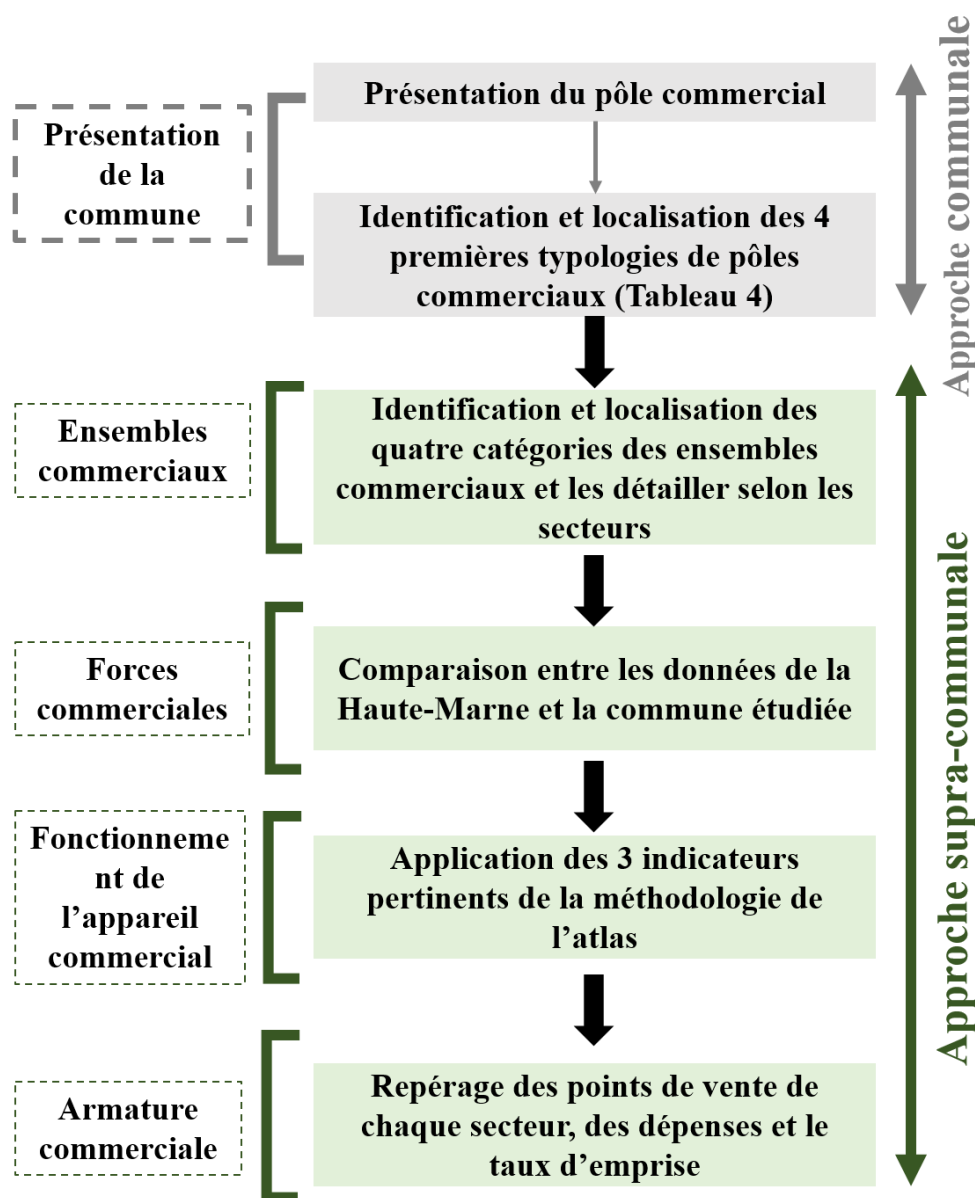 Présentation du pôle commercial
Présentation
de la
commune
Identification et localisation des 4
premières typologies de pôles
commerciaux (Tableau 4)
Approche communale
Ensembles
commerciaux
Identification et localisation des
quatre catégories des ensembles
commerciaux et les détailler selon les
secteurs
Forces
commerciales
Comparaison entre les données de la
Haute-Marne et la commune étudiée
Fonctionneme
nt de
l’appareil
commercial
Application des 3 indicateurs
pertinents de la méthodologie de
l’atlas
Armature
commerciale
Repérage des points de vente de
chaque secteur, des dépenses et le
taux d’emprise
Approche supra-communale